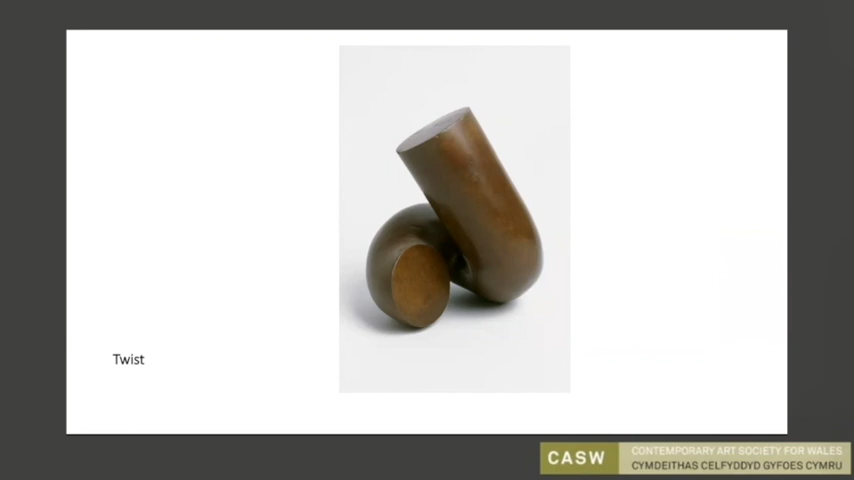 Twist
CASW
CONTEMPORARY ART SOCIETY FOR WALES
CYMDEITHAS CELFYDDYD GYFOES CYMRU